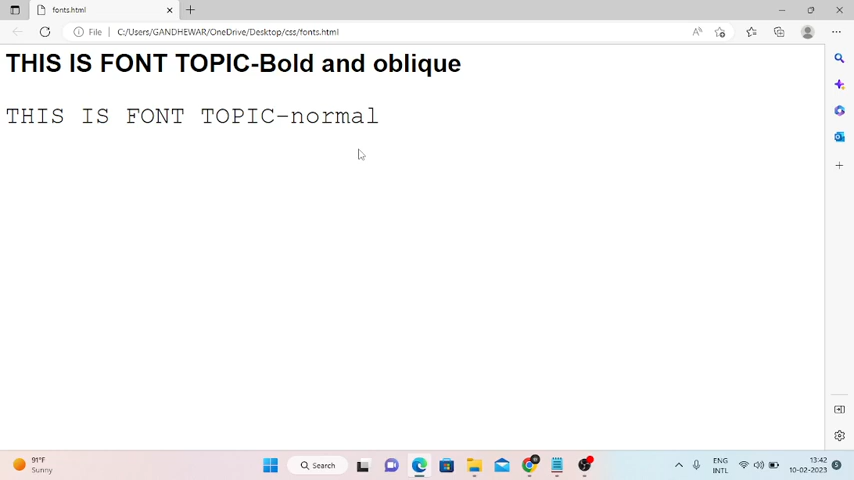 fonts.html
File
C:/Users/GANDHEWAR/OneDrive/Desktop/css/fonts.html
THIS IS FONT TOPIC-Bold and oblique
THIS IS FONT TOPIC-normal
91°F
Sunny
Search
ENG
INTL
13:42
10-02-2023
5